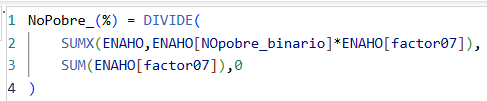 1 NoPobre_(%) = DIVIDE(
2 SUMX(ENAHO,ENAHO[NOpobre_binario]*ENAHO[factor07]),
3 SUM(ENAHO[factor07]),0
4 )